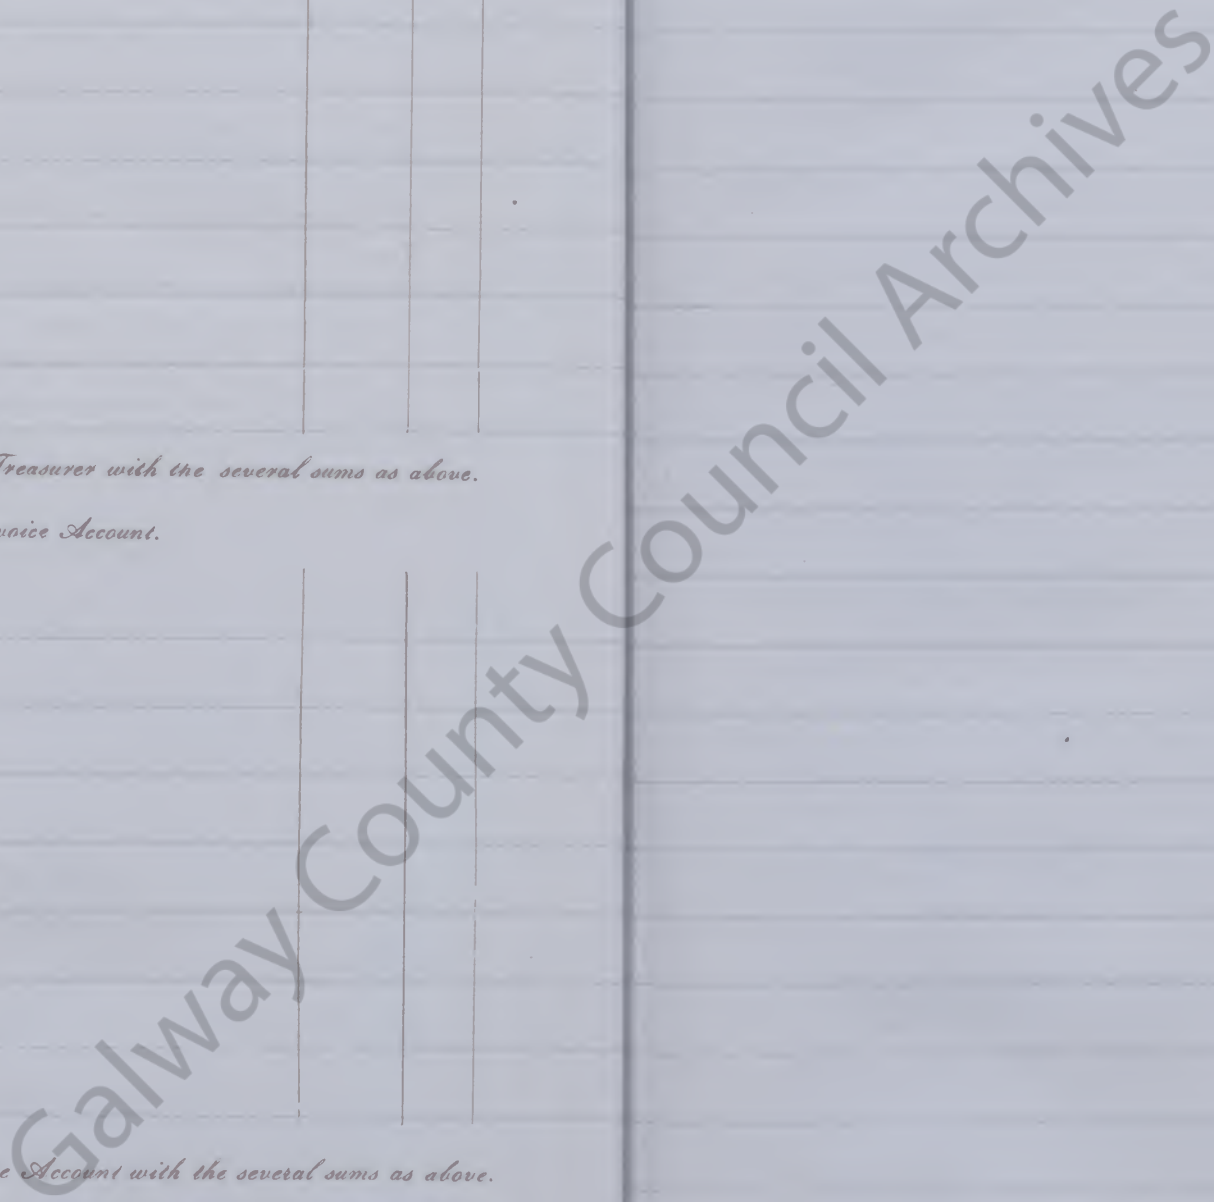 Treasurer with the several sums as above.
voice Account.
e Account with the several sums as above.
Galway County Council Archives